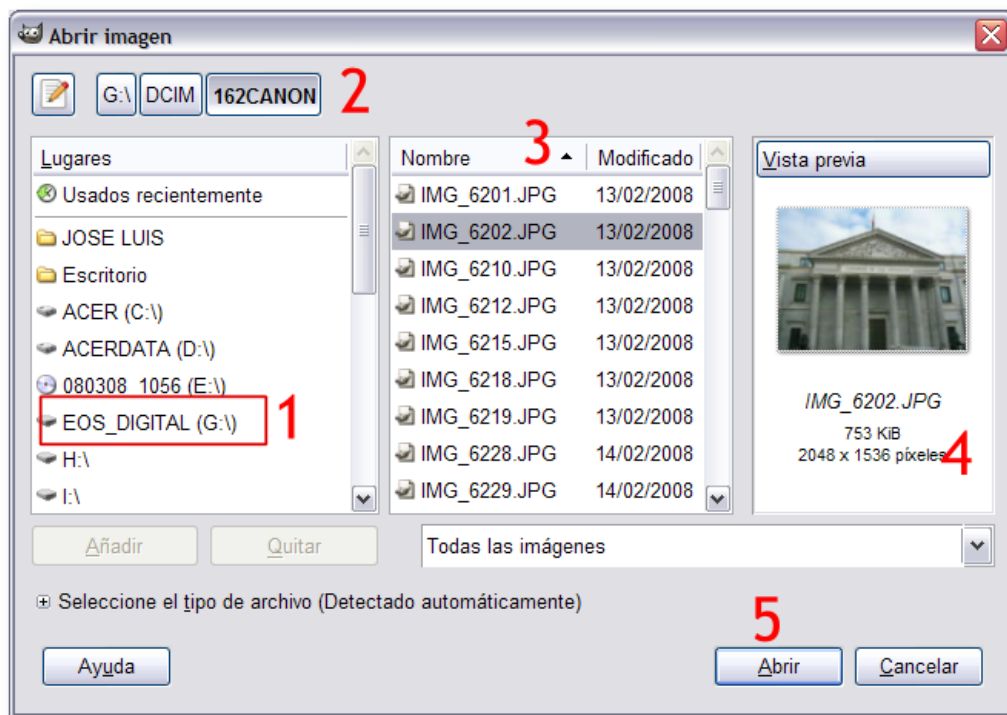 Abrir imagen
G:\ DCIM 162CANON 2
Lugares
Usados recientemente
JOSE LUIS
Escritorio
ACER (C:\)
ACERDATA (D:\)
080308_1056 (E:\)
EOS_DIGITAL (G:\) 1
H:\
I:\
Añadir Quitar
Nombre 3 Modificado
IMG_6201.JPG 13/02/2008
IMG_6202.JPG 13/02/2008
IMG_6210.JPG 13/02/2008
IMG_6212.JPG 13/02/2008
IMG_6215.JPG 13/02/2008
IMG_6218.JPG 13/02/2008
IMG_6219.JPG 13/02/2008
IMG_6228.JPG 14/02/2008
IMG_6229.JPG 14/02/2008
Todas las imágenes
Vista previa
IMG_6202.JPG
753 KiB
2048 x 1536 píxeles 4
Seleccione el tipo de archivo (Detectado automáticamente)
5
Ayuda Abrir Cancelar